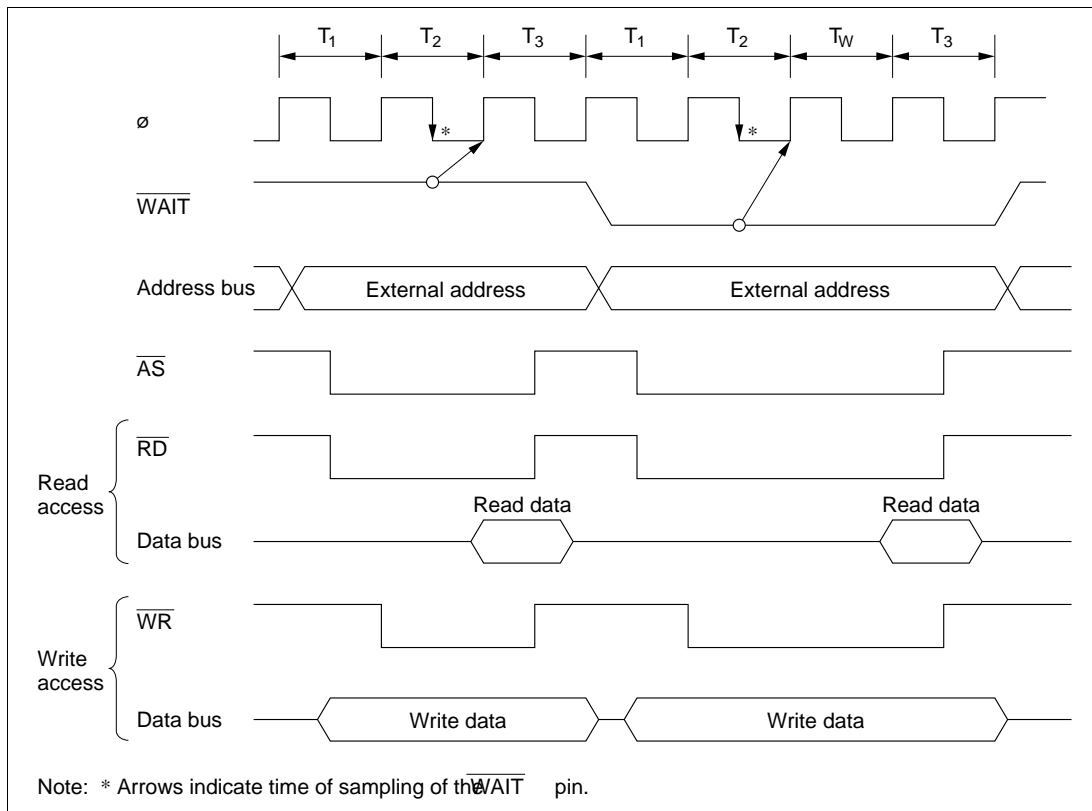 T1 T2 T3 T1 T2 TW T3
ø
*
*
WAIT
Address bus
External address
External address
AS
Read access
RD
Read data
Read data
Data bus
Write access
WR
Data bus
Write data
Write data
Note: * Arrows indicate time of sampling of the WAIT pin.